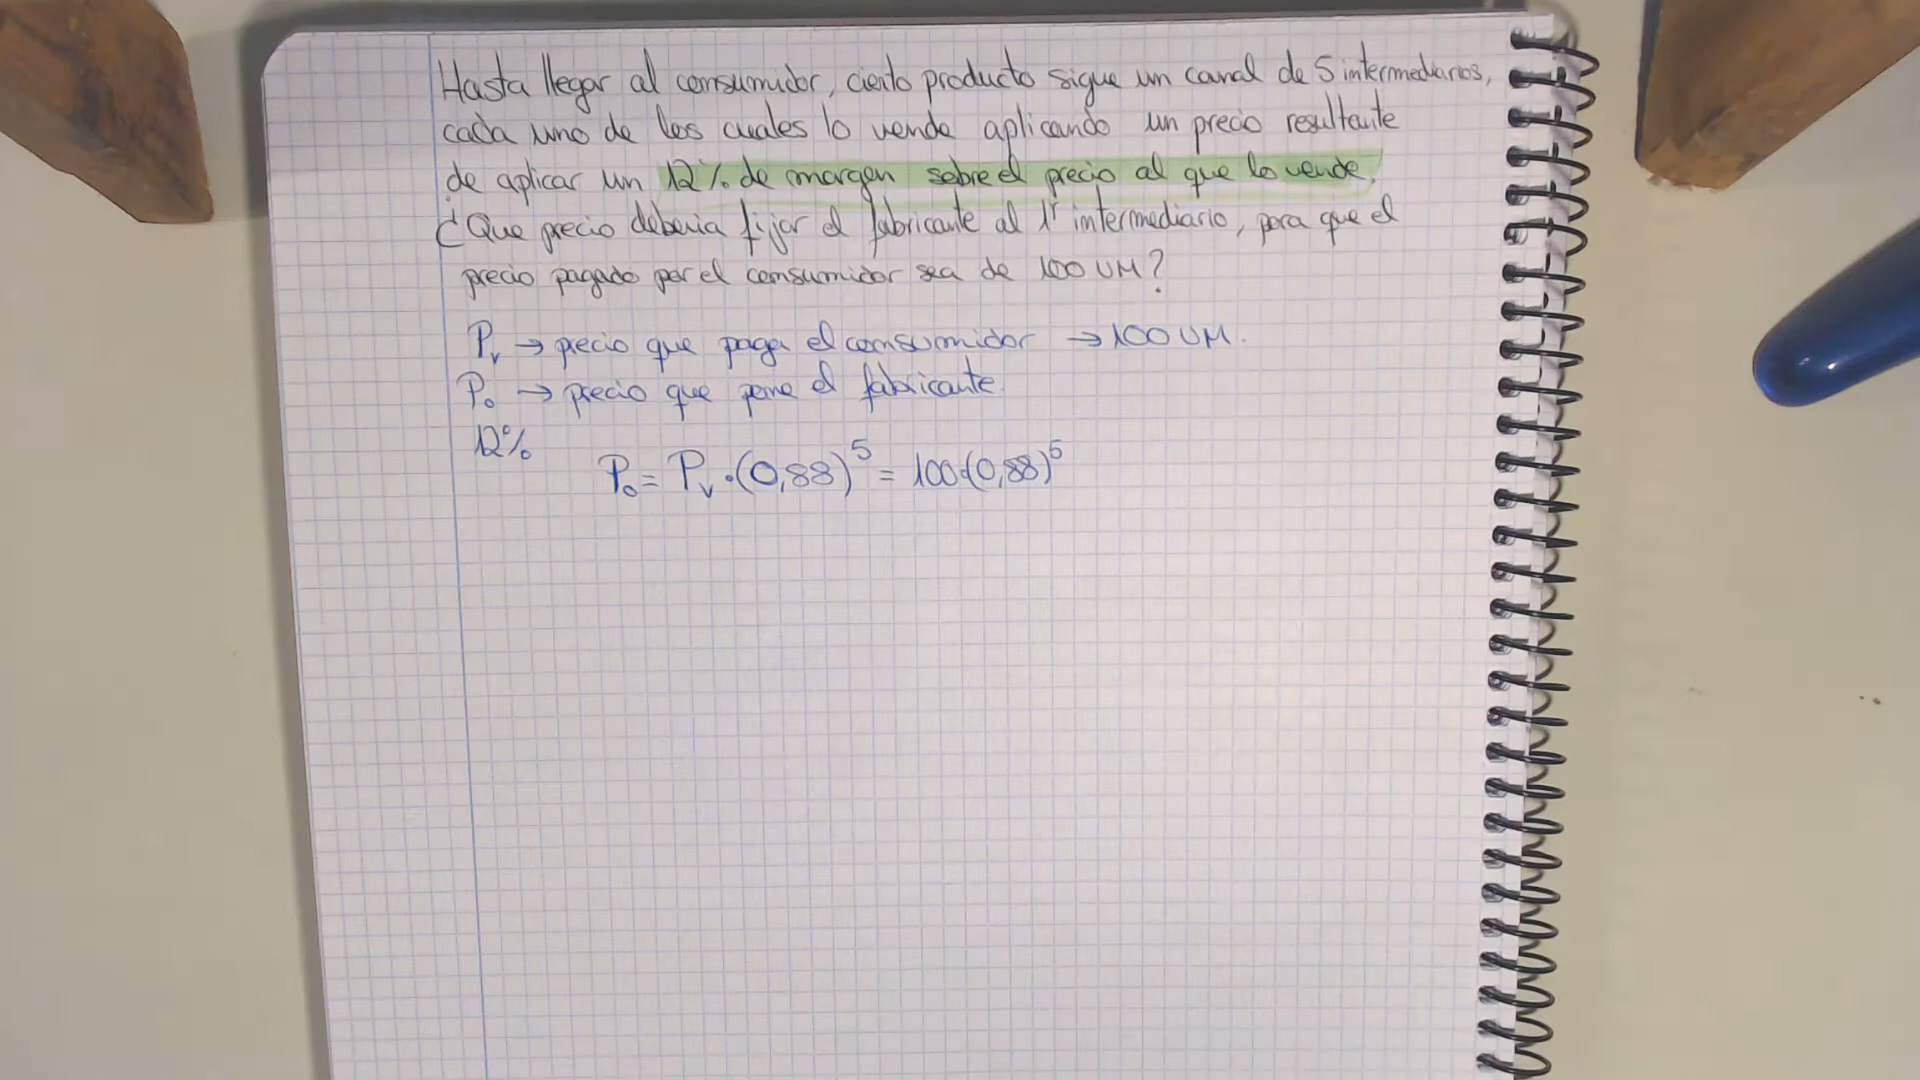 Hasta llegar al consumidor, cierto producto sigue un canal de 5 intermediarios,
cada uno de los cuales lo vende aplicando un precio resultante
de aplicar un 12% de margen sobre el precio al que lo vende.
¿Que precio deberia fijar el fabricante al 1r intermediario, para que el
precio pagado por el consumidor sea de 100 UM?
Pv → precio que paga el consumidor → 100 UM.
P₀ → precio que pone el fabricante.
12%
P₀ = Pv·(0,88)⁵ = 100·(0,88)⁵